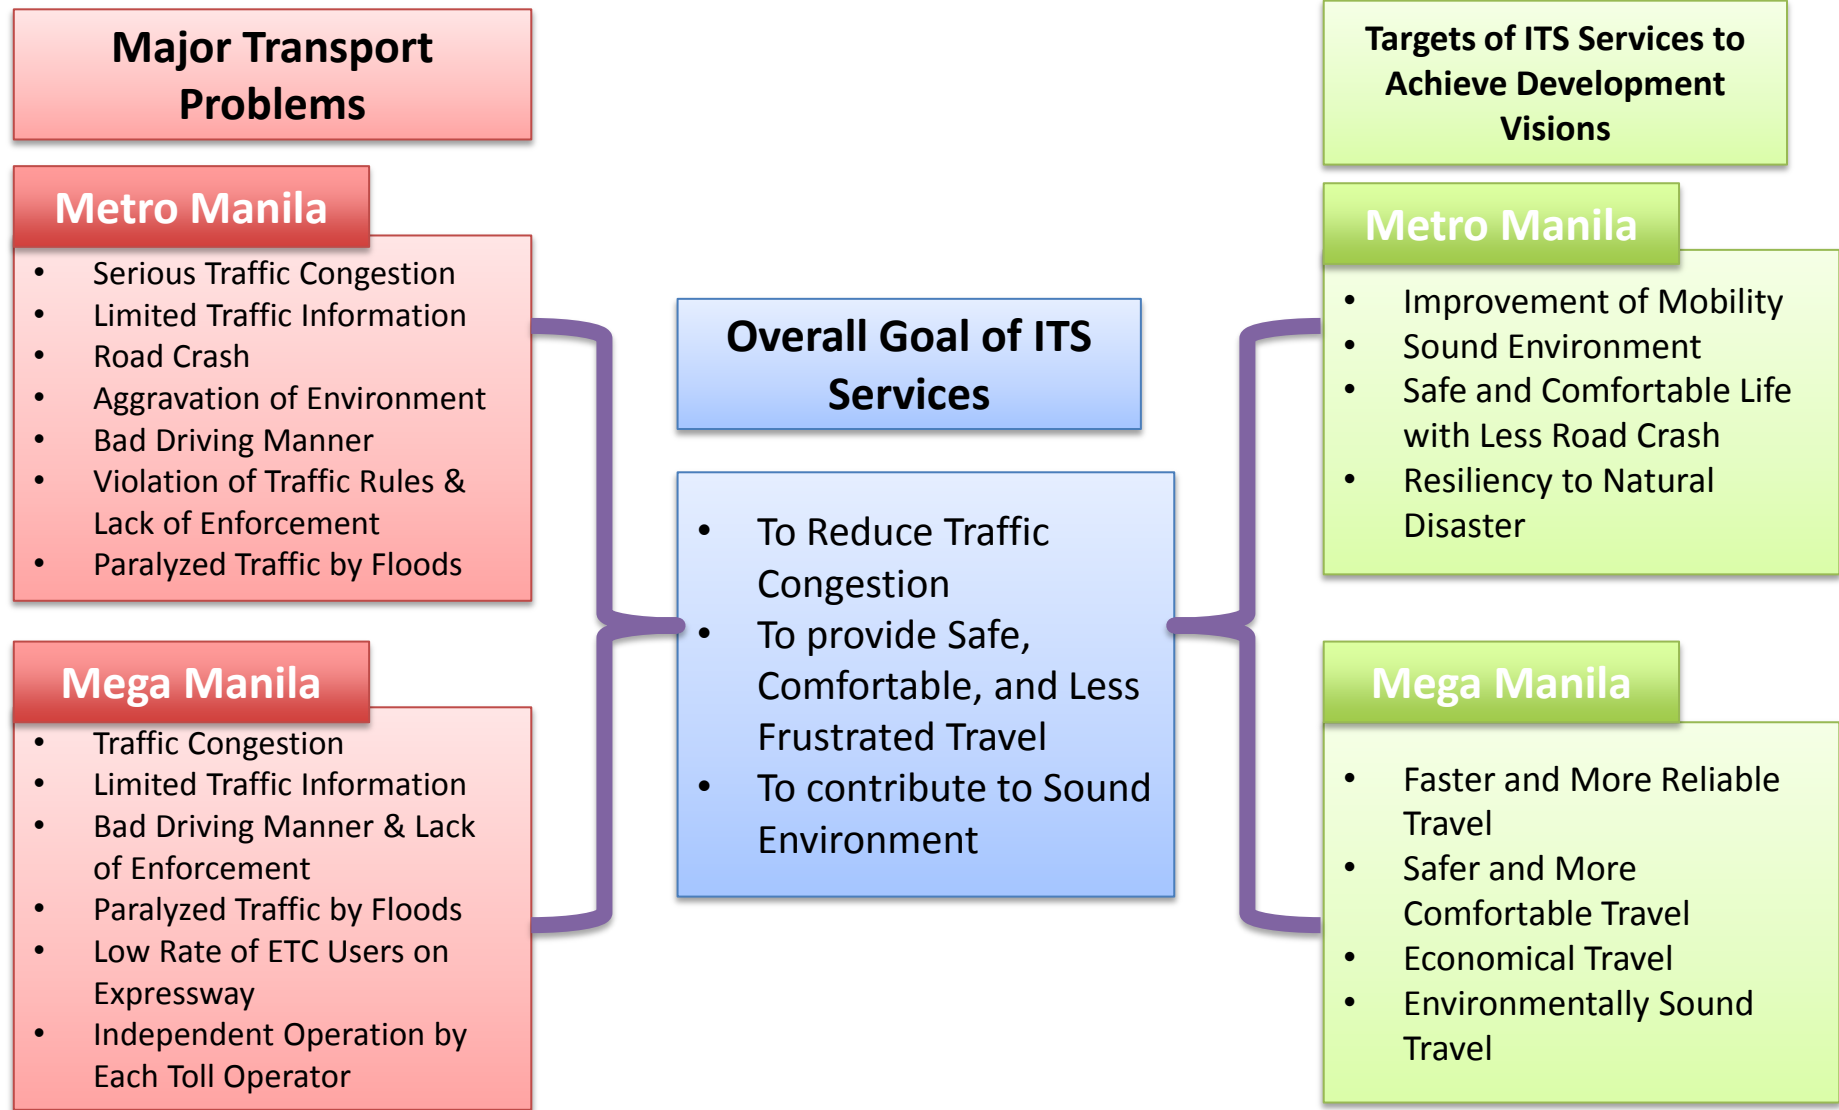 Major Transport
Problems
Metro Manila
• Serious Traffic Congestion
• Limited Traffic Information
• Road Crash
• Aggravation of Environment
• Bad Driving Manner
• Violation of Traffic Rules &
Lack of Enforcement
• Paralyzed Traffic by Floods
Mega Manila
• Traffic Congestion
• Limited Traffic Information
• Bad Driving Manner & Lack
of Enforcement
• Paralyzed Traffic by Floods
• Low Rate of ETC Users on
Expressway
• Independent Operation by
Each Toll Operator
Overall Goal of ITS
Services
• To Reduce Traffic
Congestion
• To provide Safe,
Comfortable, and Less
Frustrated Travel
• To contribute to Sound
Environment
Targets of ITS Services to
Achieve Development
Visions
Metro Manila
• Improvement of Mobility
• Sound Environment
• Safe and Comfortable Life
with Less Road Crash
• Resiliency to Natural
Disaster
Mega Manila
• Faster and More Reliable
Travel
• Safer and More
Comfortable Travel
• Economical Travel
• Environmentally Sound
Travel